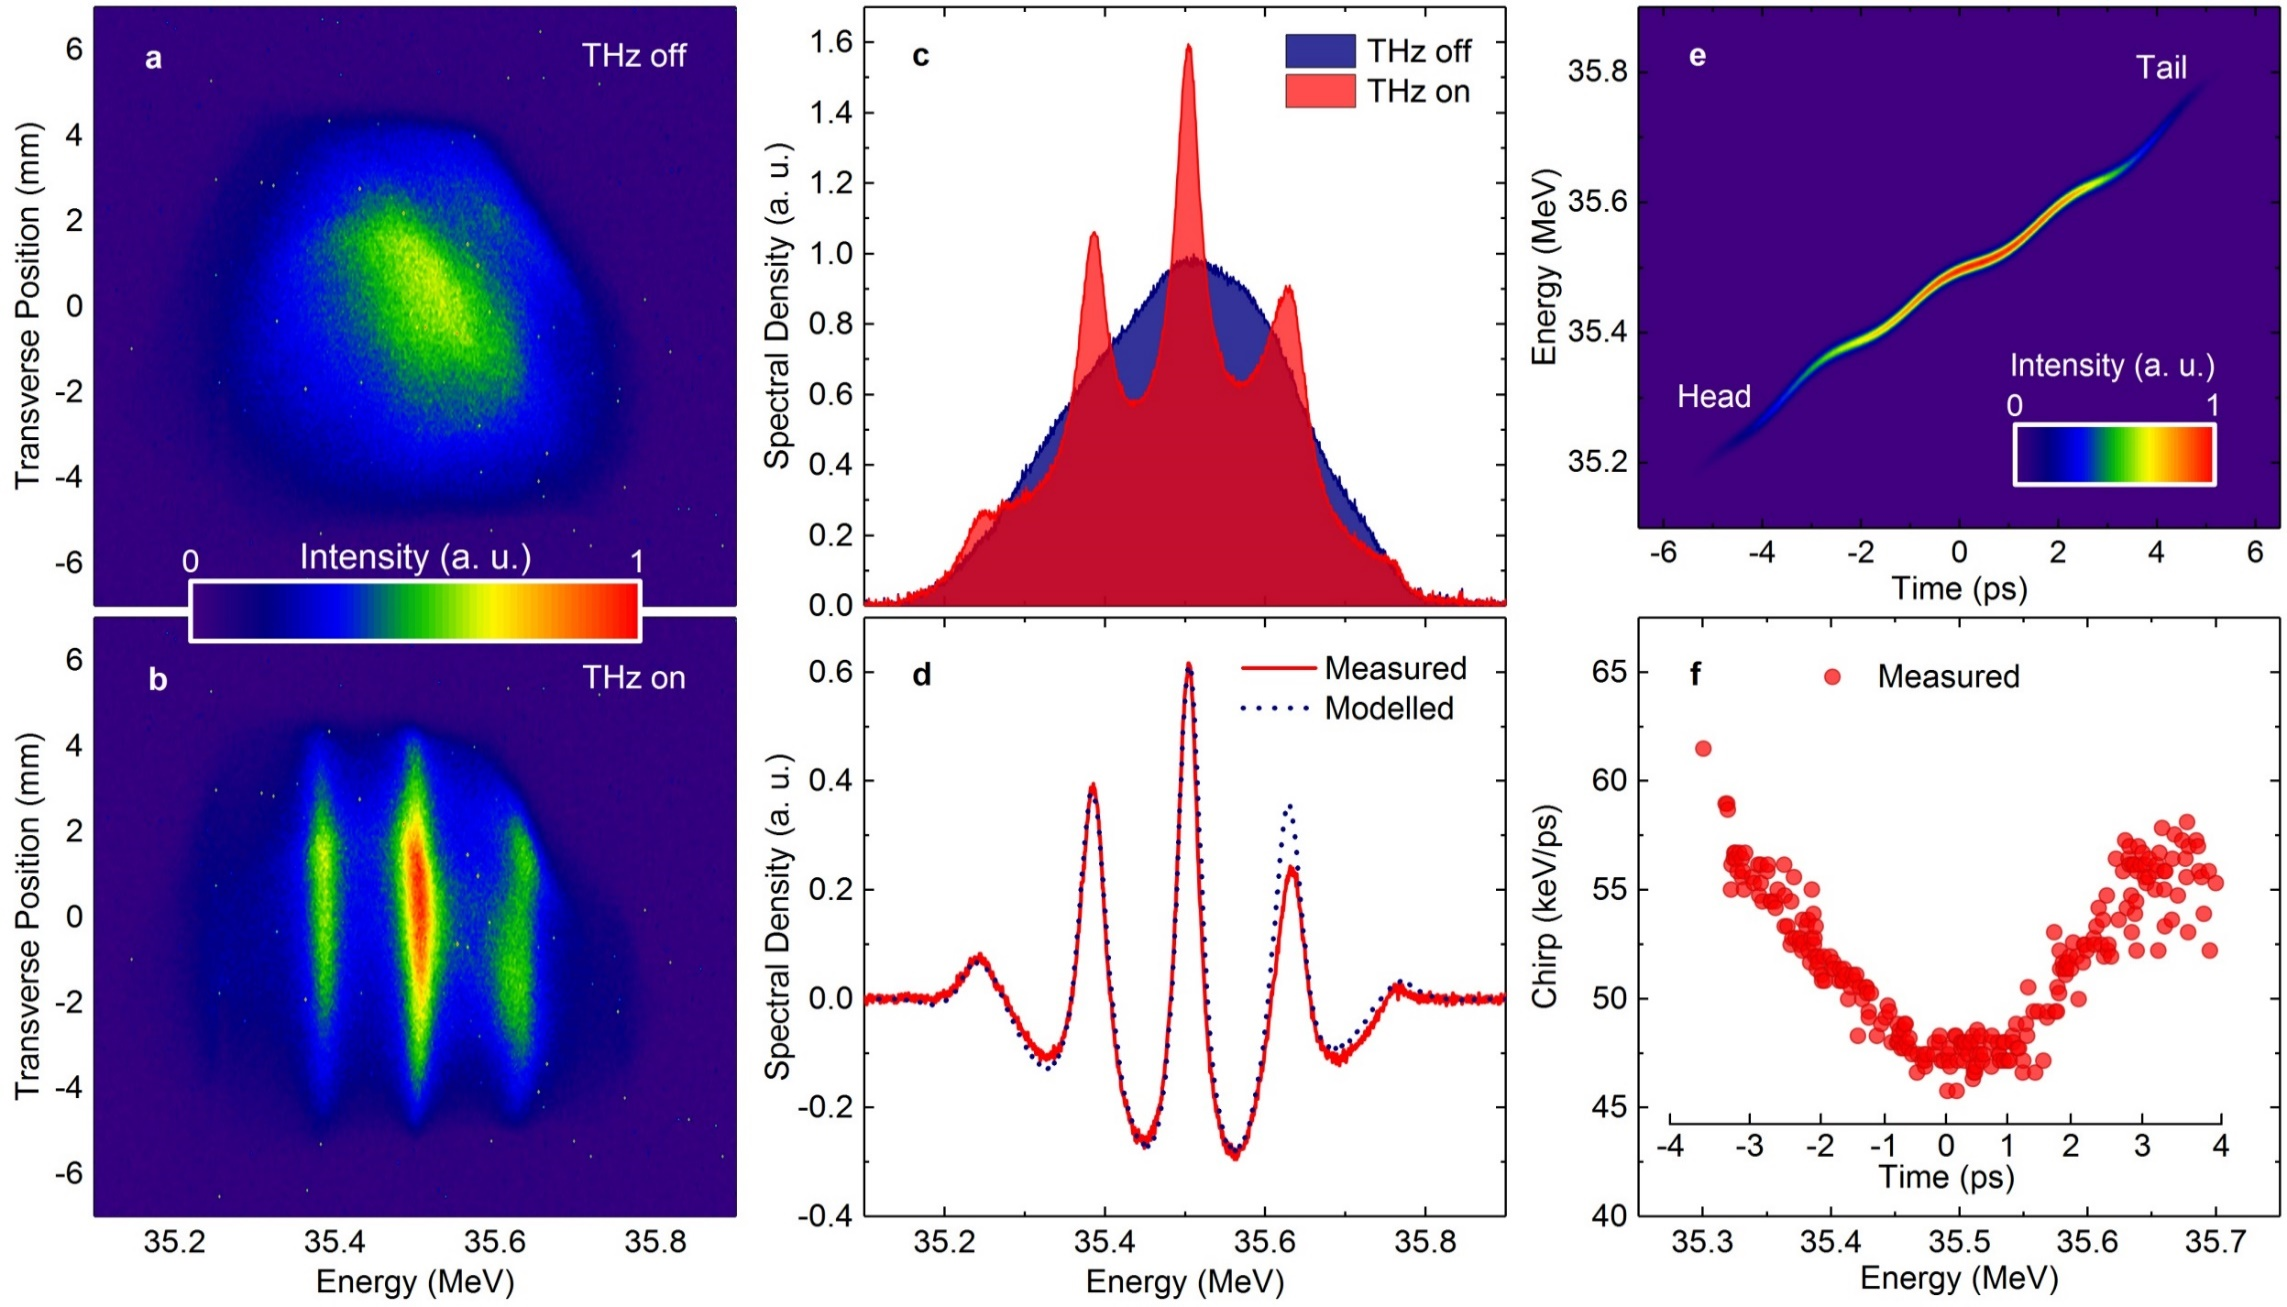 a
THz off
6
4
2
0
-2
-4
-6
Transverse Position (mm)
0
Intensity (a. u.)
1
b
THz on
6
4
2
0
-2
-4
-6
Transverse Position (mm)
35.2
35.4
35.6
35.8
Energy (MeV)
c
THz off
THz on
1.6
1.4
1.2
1.0
0.8
0.6
0.4
0.2
0.0
Spectral Density (a. u.)
d
Measured
Modelled
0.6
0.4
0.2
0.0
-0.2
-0.4
Spectral Density (a. u.)
35.2
35.4
35.6
35.8
Energy (MeV)
e
Tail
Head
35.8
35.6
35.4
35.2
Energy (MeV)
Intensity (a. u.)
0
1
-6
-4
-2
0
2
4
6
Time (ps)
f
Measured
65
60
55
50
45
40
Chirp (keV/ps)
-4
-3
-2
-1
0
1
2
3
4
Time (ps)
35.3
35.4
35.5
35.6
35.7
Energy (MeV)